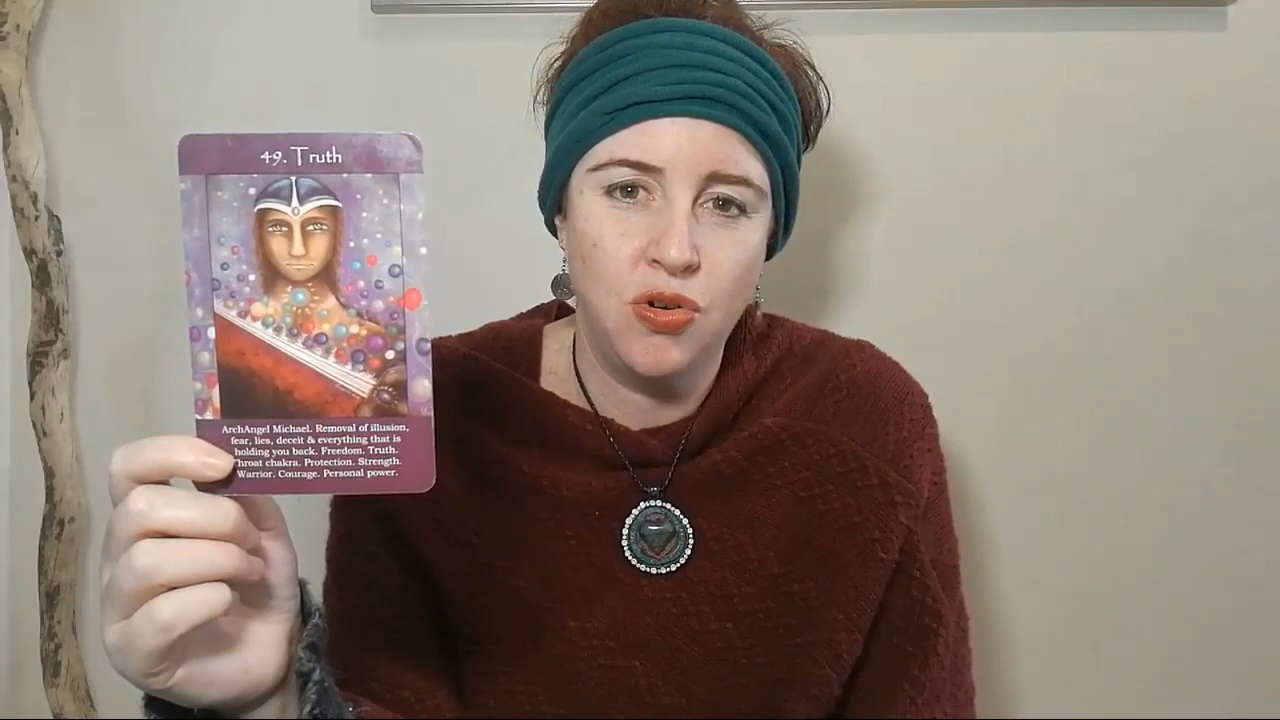 49. Truth
ArchAngel Michael. Removal of illusion,
fear, lies, deceit & everything that is
holding you back. Freedom. Truth.
Throat chakra. Protection. Strength.
Warrior. Courage. Personal power.